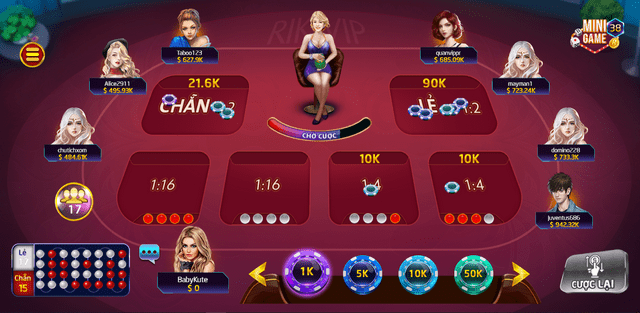 RIKVIP
MINI
GAME
38
Taboo123
$ 627.9K
quanvippr
$ 685.09K
Alice2911
$ 495.93K
mayman1
$ 723.24K
21.6K
CHẴN
1:2
90K
LẺ
1:2
CHỜ CƯỢC
chutichxom
$ 484.61K
domino228
$ 733.3K
1:16
1:16
10K
1:4
10K
1:4
17
juventus686
$ 942.32K
Lẻ
Chẵn
15
BabyKute
$ 0
1K
5K
10K
50K
CƯỢC LẠI